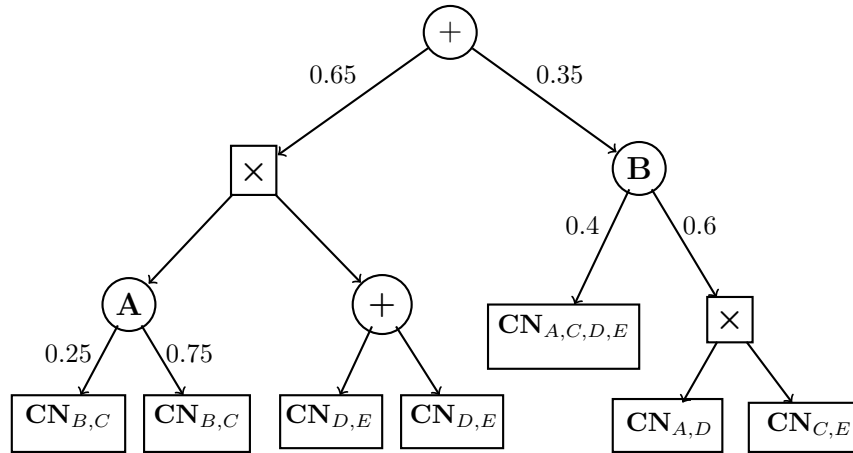 +
0.65 0.35
× B
0.4 0.6
A + CN_{A,C,D,E} ×
0.25 0.75
CN_{B,C} CN_{B,C} CN_{D,E} CN_{D,E} CN_{A,D} CN_{C,E}